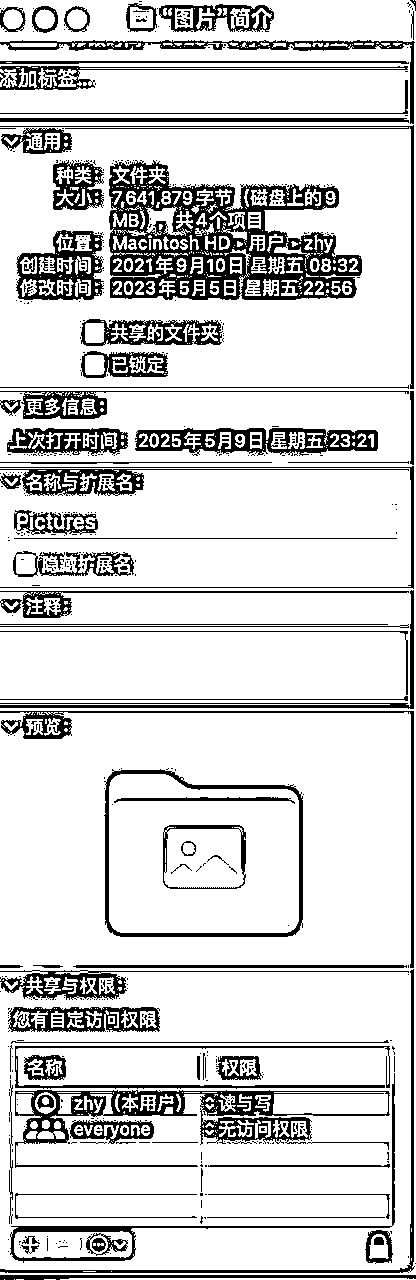 “图片”简介
添加标签...
通用:
种类: 文件夹
大小: 7,641,879 字节（磁盘上的 9
MB），共4个项目
位置: Macintosh HD ▸ 用户 ▸ zhy
创建时间: 2021年9月10日 星期五 08:32
修改时间: 2023年5月5日 星期五 22:56
共享的文件夹
已锁定
更多信息:
上次打开时间: 2025年5月9日 星期五 23:21
名称与扩展名:
Pictures
隐藏扩展名
注释:
预览:
共享与权限:
您有自定访问权限
名称 权限
zhy（本用户） 读与写
everyone 无访问权限